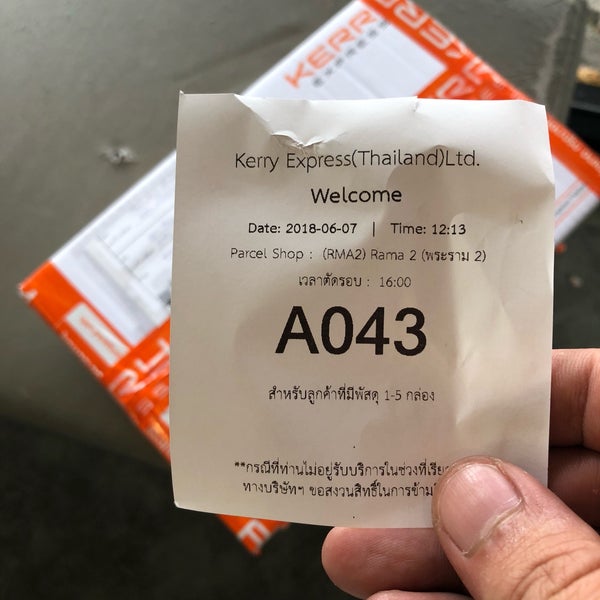 KERR
Kerry Express(Thailand)Ltd.
Welcome
Date: 2018-06-07 | Time: 12:13
Parcel Shop : (RMA2) Rama 2 (พระราม 2)
เวลาตัดรอบ : 16:00
A043
สำหรับลูกค้าที่มีพัสดุ 1-5 กล่อง
**กรณีที่ท่านไม่อยู่รับบริการในช่วงที่เรีย
ทางบริษัทฯ ขอสงวนสิทธิ์ในการข้าม